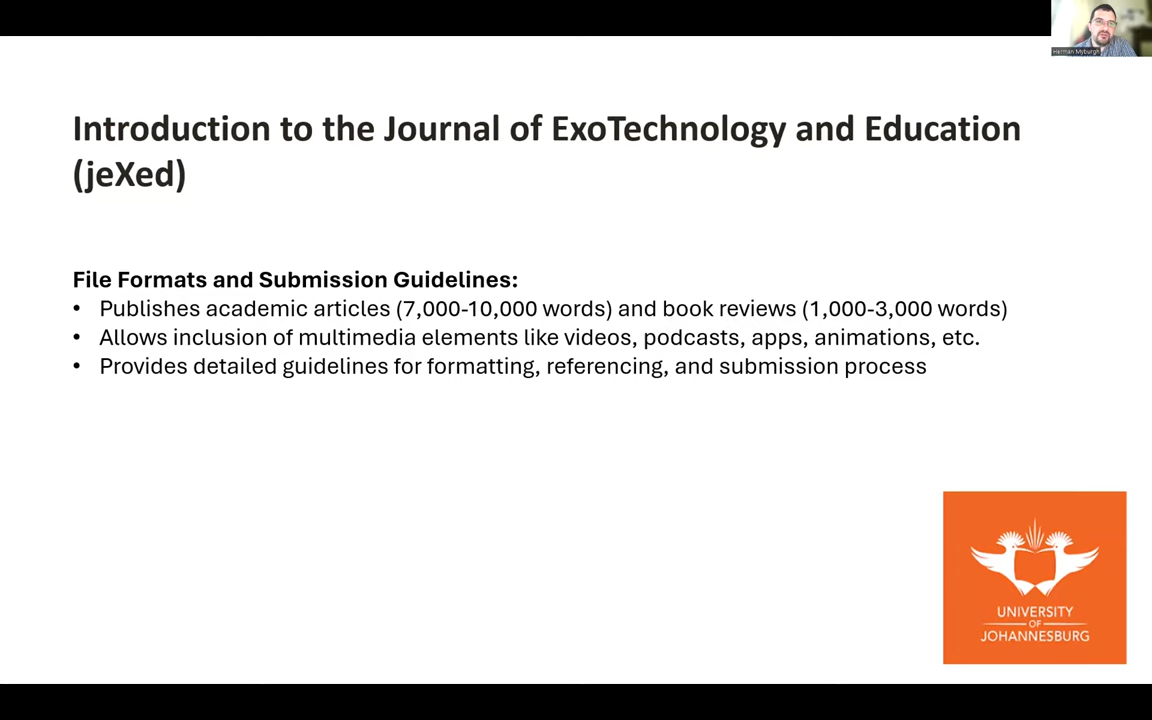 Herman Myburgh
Introduction to the Journal of ExoTechnology and Education
(jeXed)
File Formats and Submission Guidelines:
• Publishes academic articles (7,000-10,000 words) and book reviews (1,000-3,000 words)
• Allows inclusion of multimedia elements like videos, podcasts, apps, animations, etc.
• Provides detailed guidelines for formatting, referencing, and submission process
UNIVERSITY
OF
JOHANNESBURG